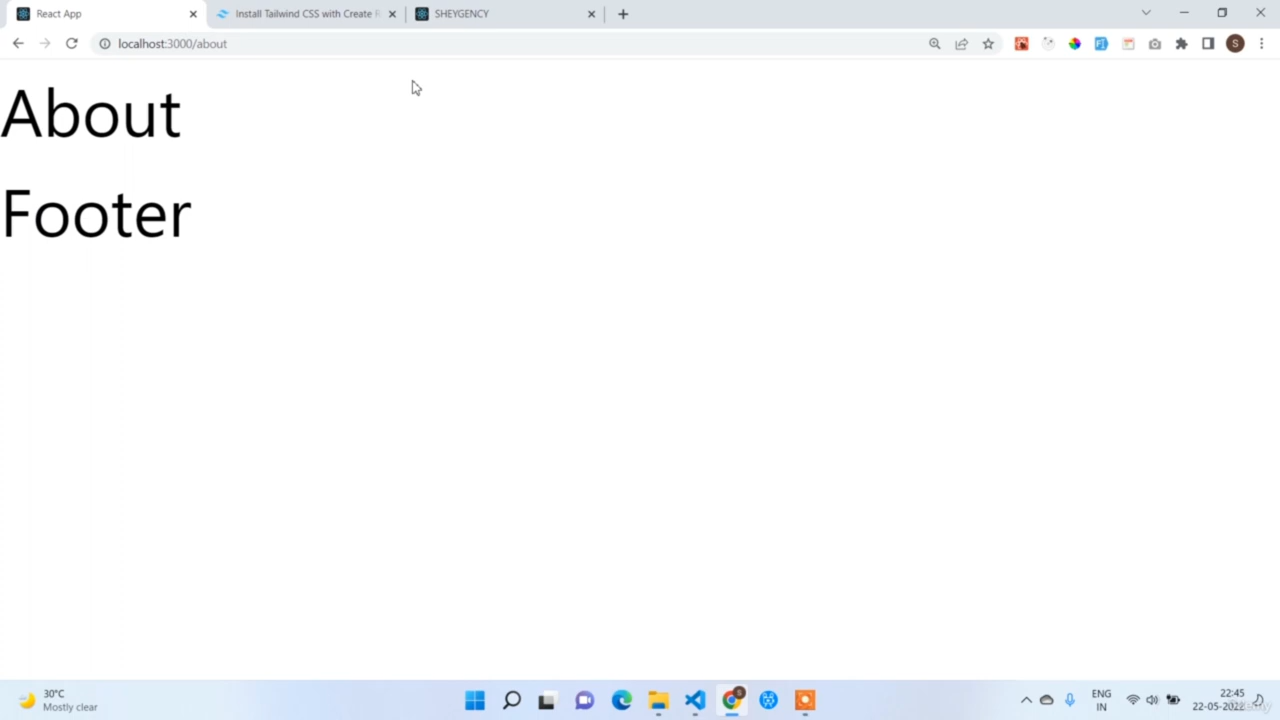 React App
Install Tailwind CSS with Create R
SHEYGENCY
localhost:3000/about
S
About
Footer
30°C
Mostly clear
ENG
IN
22:45
22-05-2022